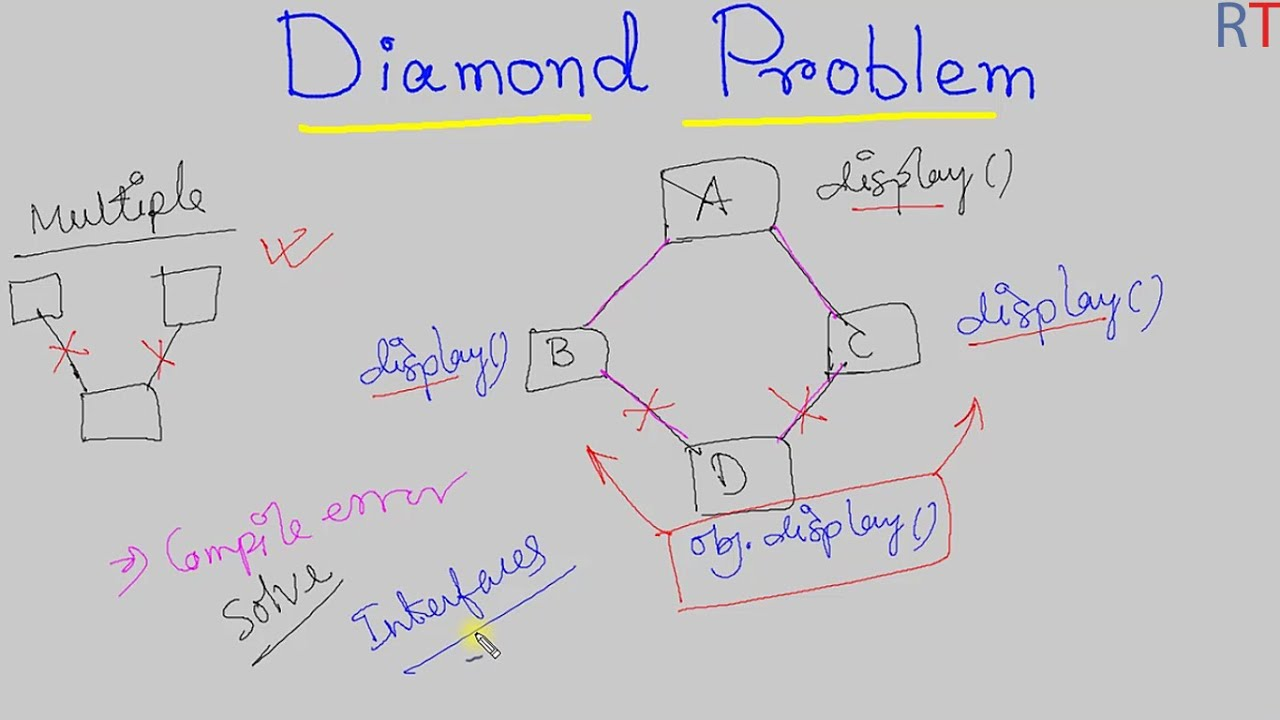 RT
Diamond Problem
Multiple
A
display()
display()
B
C
display()
D
obj.display()
=> Compile error
Solve
Interfaces